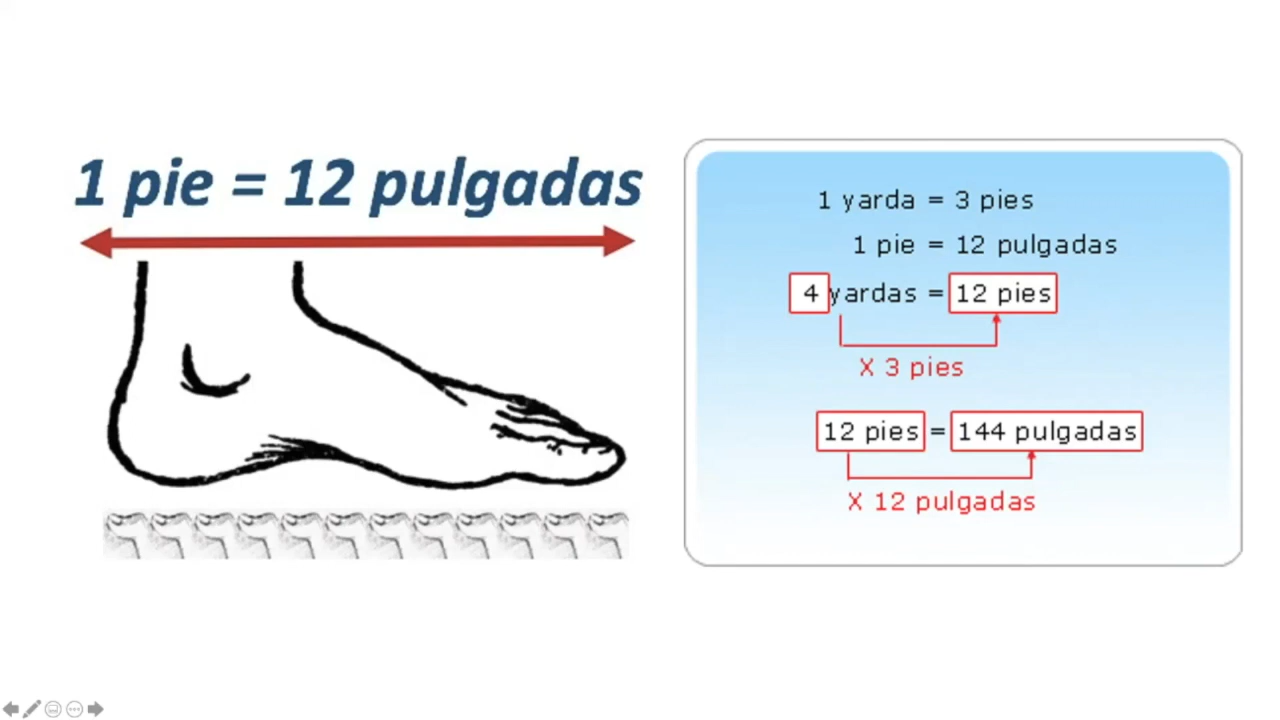 1 pie = 12 pulgadas
1 yarda = 3 pies
1 pie = 12 pulgadas
4 yardas = 12 pies
X 3 pies
12 pies = 144 pulgadas
X 12 pulgadas